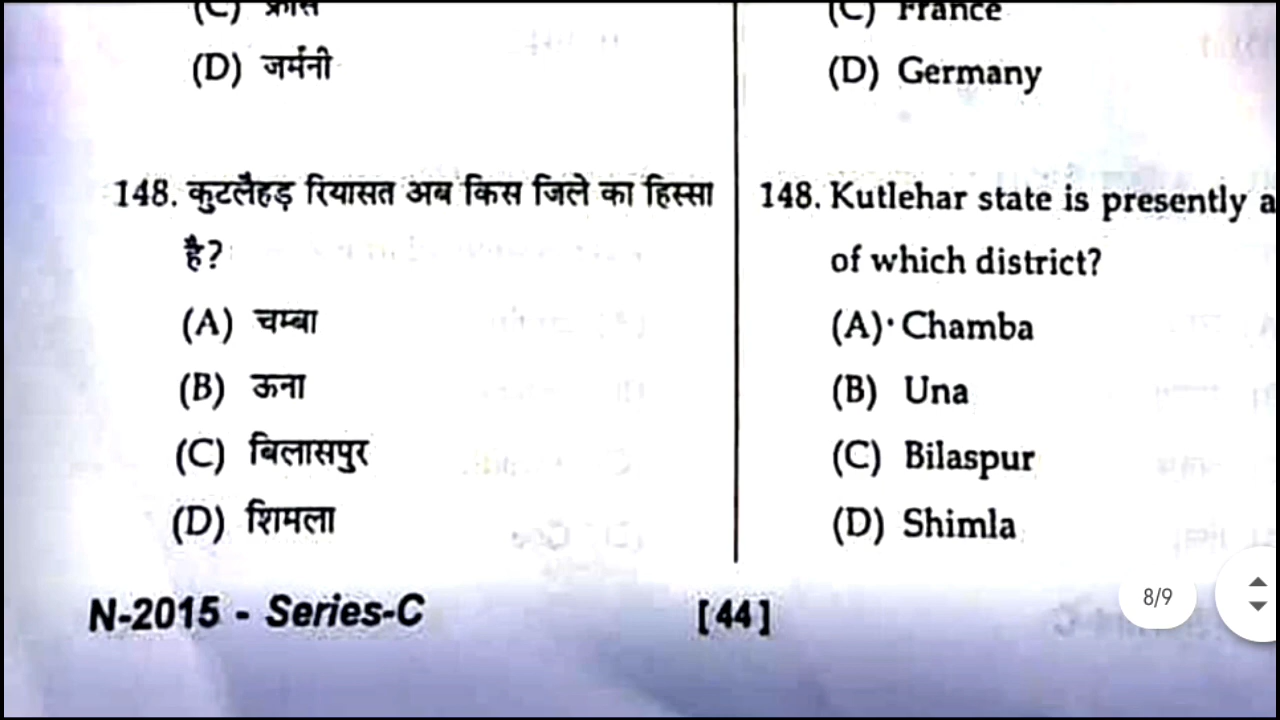 (C) फ्रांस
(D) जर्मनी
148. कुटलैहड़ रियासत अब किस जिले का हिस्सा
है?
(A) चम्बा
(B) ऊना
(C) बिलासपुर
(D) शिमला
(C) France
(D) Germany
148. Kutlehar state is presently a
of which district?
(A) Chamba
(B) Una
(C) Bilaspur
(D) Shimla
N-2015 - Series-C
[44]
8/9